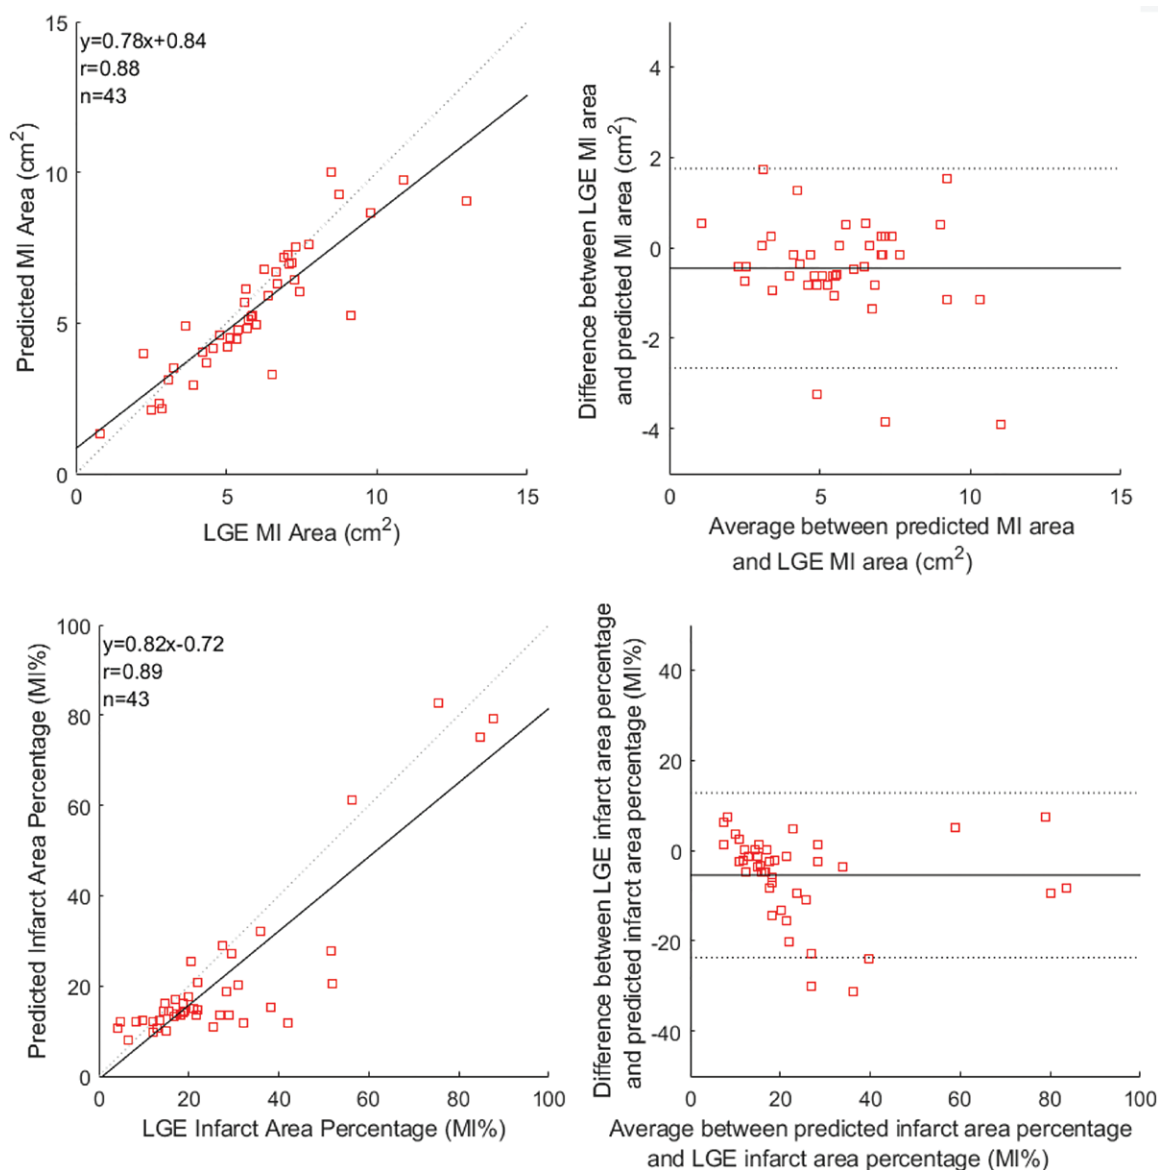 y=0.78x+0.84
r=0.88
n=43
15
10
5
0
0
5
10
15
Predicted MI Area (cm²)
LGE MI Area (cm²)
Difference between LGE MI area
and predicted MI area (cm²)
4
2
0
-2
-4
0
5
10
15
Average between predicted MI area
and LGE MI area (cm²)
y=0.82x-0.72
r=0.89
n=43
100
80
60
40
20
0
0
20
40
60
80
100
Predicted Infarct Area Percentage (MI%)
LGE Infarct Area Percentage (MI%)
Difference between LGE infarct area percentage
and predicted infarct area percentage (MI%)
40
20
0
-20
-40
0
20
40
60
80
100
Average between predicted infarct area percentage
and LGE infarct area percentage (MI%)